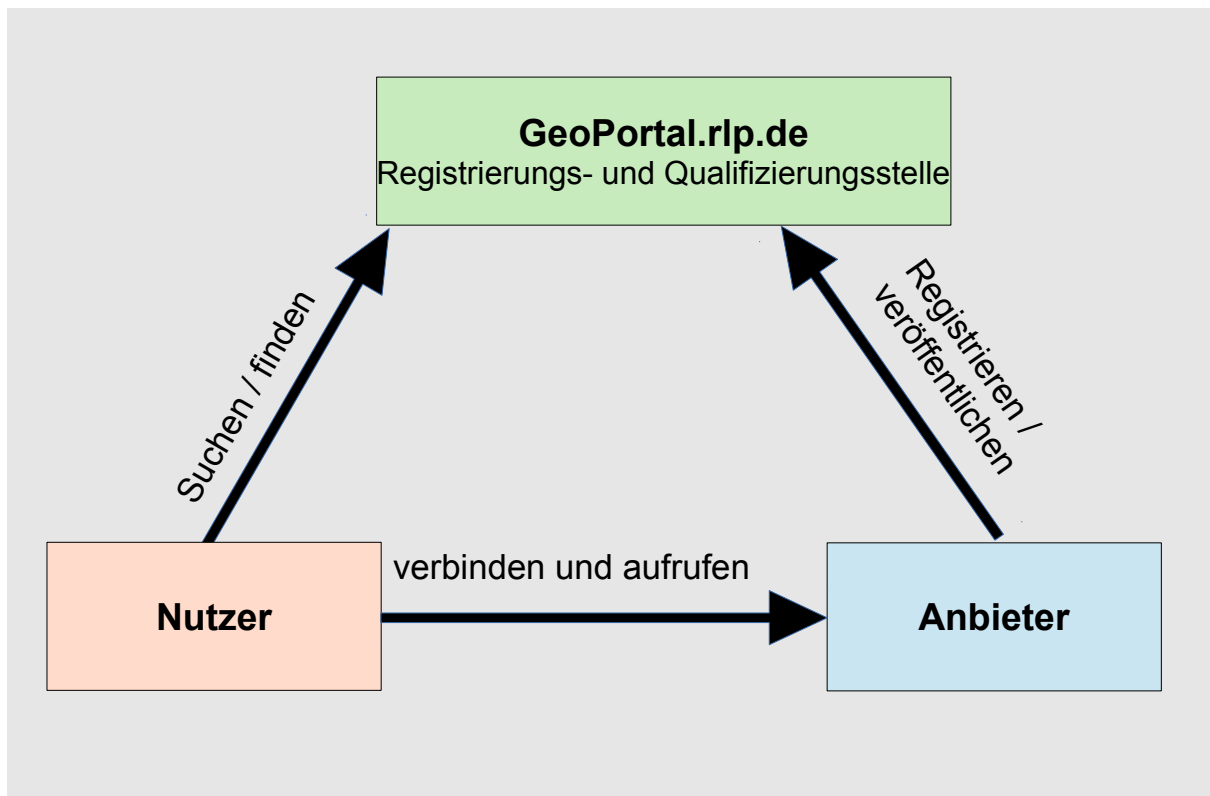 GeoPortal.rlp.de
Registrierungs- und Qualifizierungsstelle
Suchen / finden
Registrieren /
veröffentlichen
verbinden und aufrufen
Nutzer
Anbieter